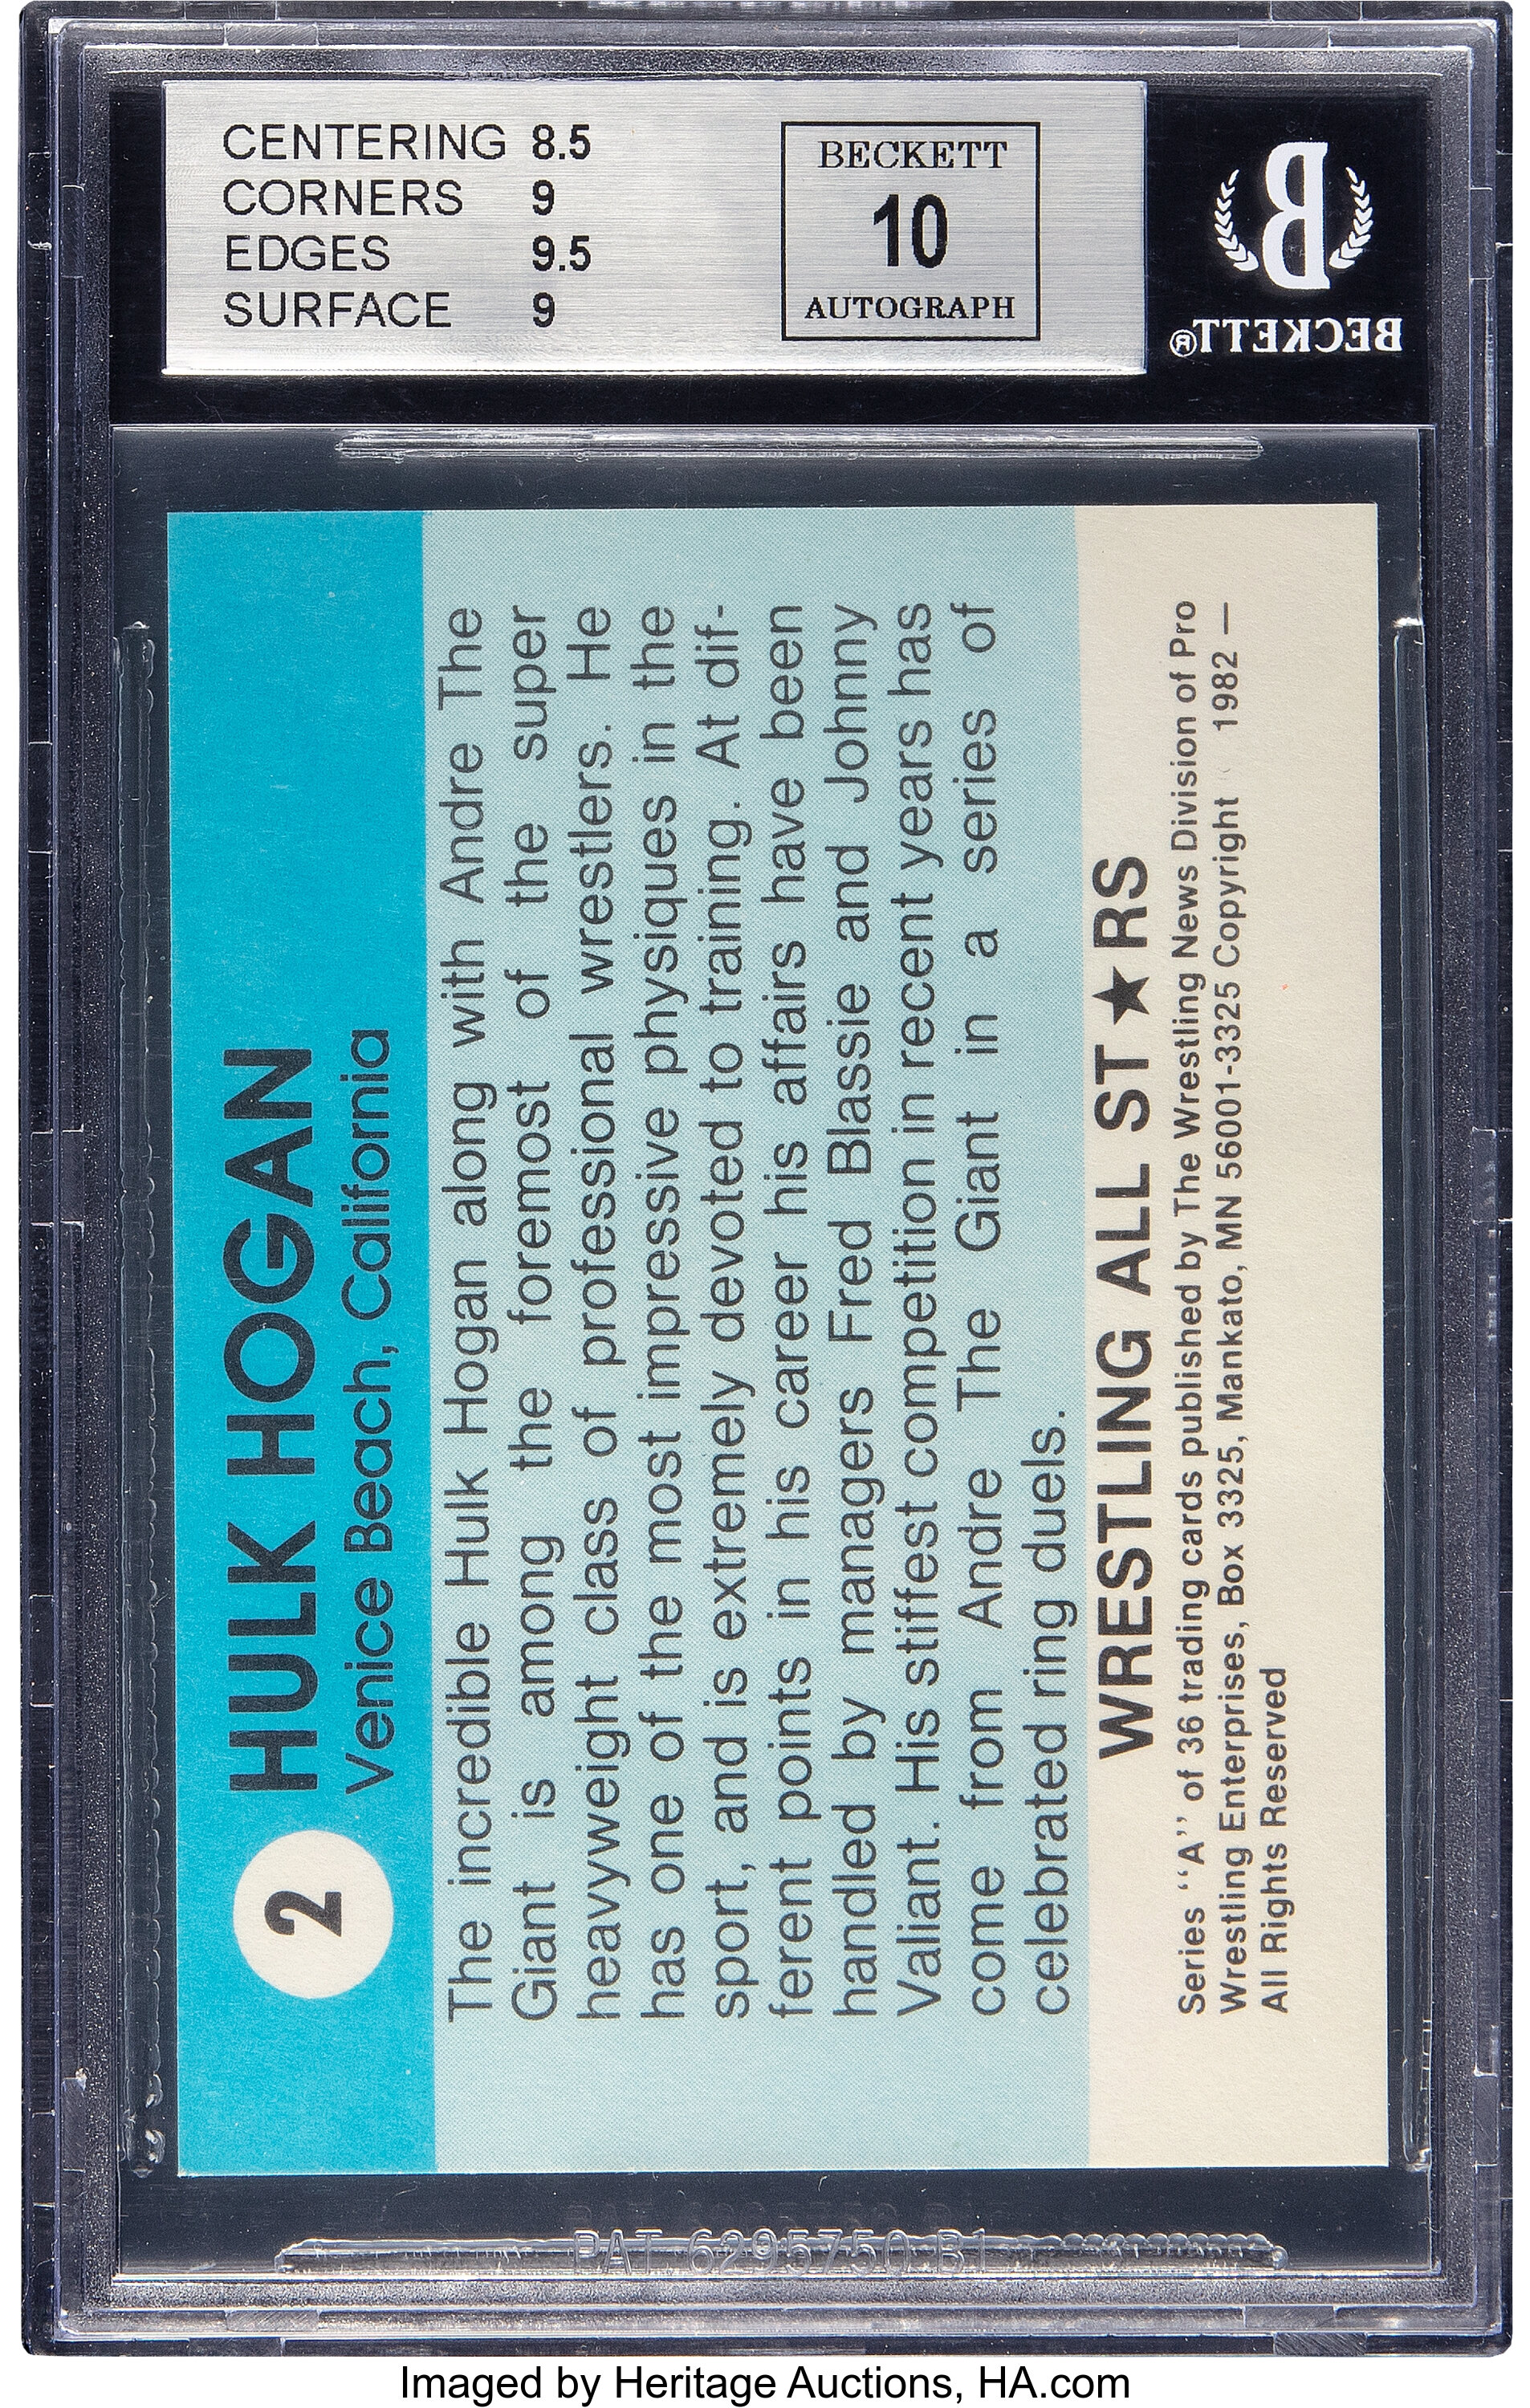 CENTERING 8.5
CORNERS 9
EDGES 9.5
SURFACE 9
BECKETT
10
AUTOGRAPH
B
BECKETT®
2
HULK HOGAN
Venice Beach, California
The incredible Hulk Hogan along with Andre The
Giant is among the foremost of the super
heavyweight class of professional wrestlers. He
has one of the most impressive physiques in the
sport, and is extremely devoted to training. At dif-
ferent points in his career his affairs have been
handled by managers Fred Blassie and Johnny
Valiant. His stiffest competition in recent years has
come from Andre The Giant in a series of
celebrated ring duels.
WRESTLING ALL ST★RS
Series "A" of 36 trading cards published by The Wrestling News Division of Pro
Wrestling Enterprises, Box 3325, Mankato, MN 56001-3325 Copyright 1982 —
All Rights Reserved
PAT 6295750 B1
Imaged by Heritage Auctions, HA.com